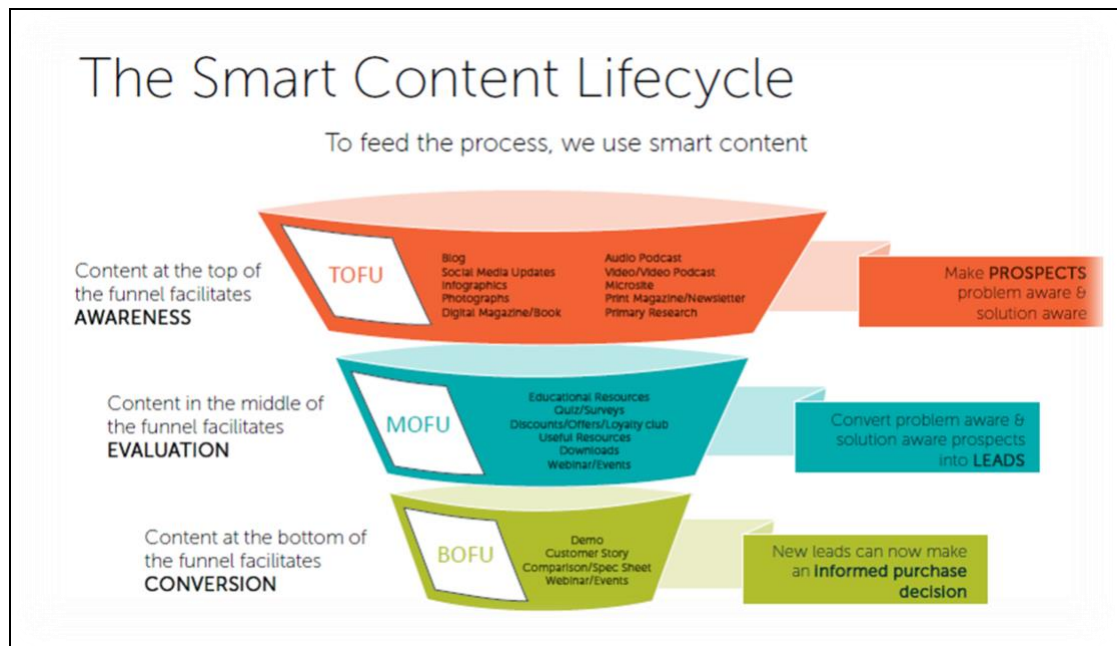 The Smart Content Lifecycle
To feed the process, we use smart content
Content at the top of
the funnel facilitates
AWARENESS
TOFU
Blog
Social Media Updates
Infographics
Photographs
Digital Magazine/Book
Audio Podcast
Video/Video Podcast
Microsite
Print Magazine/Newsletter
Primary Research
Make PROSPECTS
problem aware &
solution aware
Content in the middle of
the funnel facilitates
EVALUATION
MOFU
Educational Resources
Quiz/Surveys
Discounts/Offers/Loyalty club
Useful Resources
Downloads
Webinar/Events
Convert problem aware &
solution aware prospects
into LEADS
Content at the bottom of
the funnel facilitates
CONVERSION
BOFU
Demo
Customer Story
Comparison/Spec Sheet
Webinar/Events
New leads can now make
an informed purchase
decision